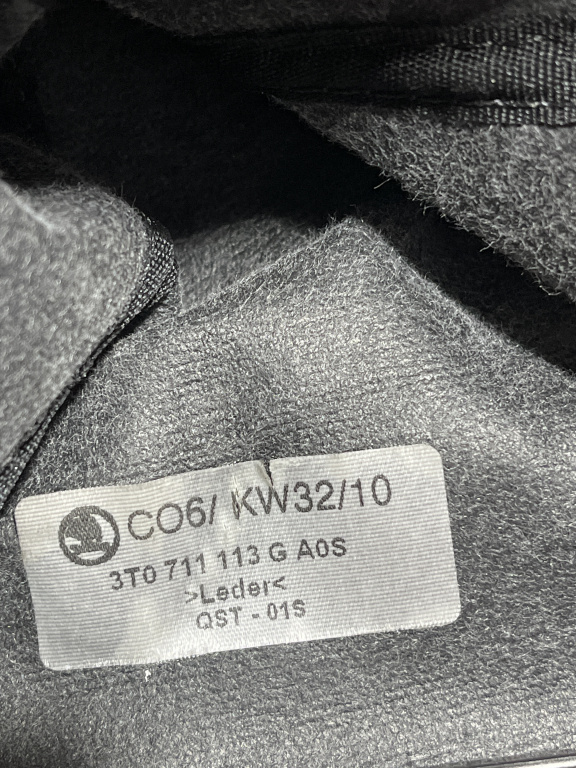 CO6/ KW32/10
3T0 711 113 G A0S
>Leder<
QST - 01S